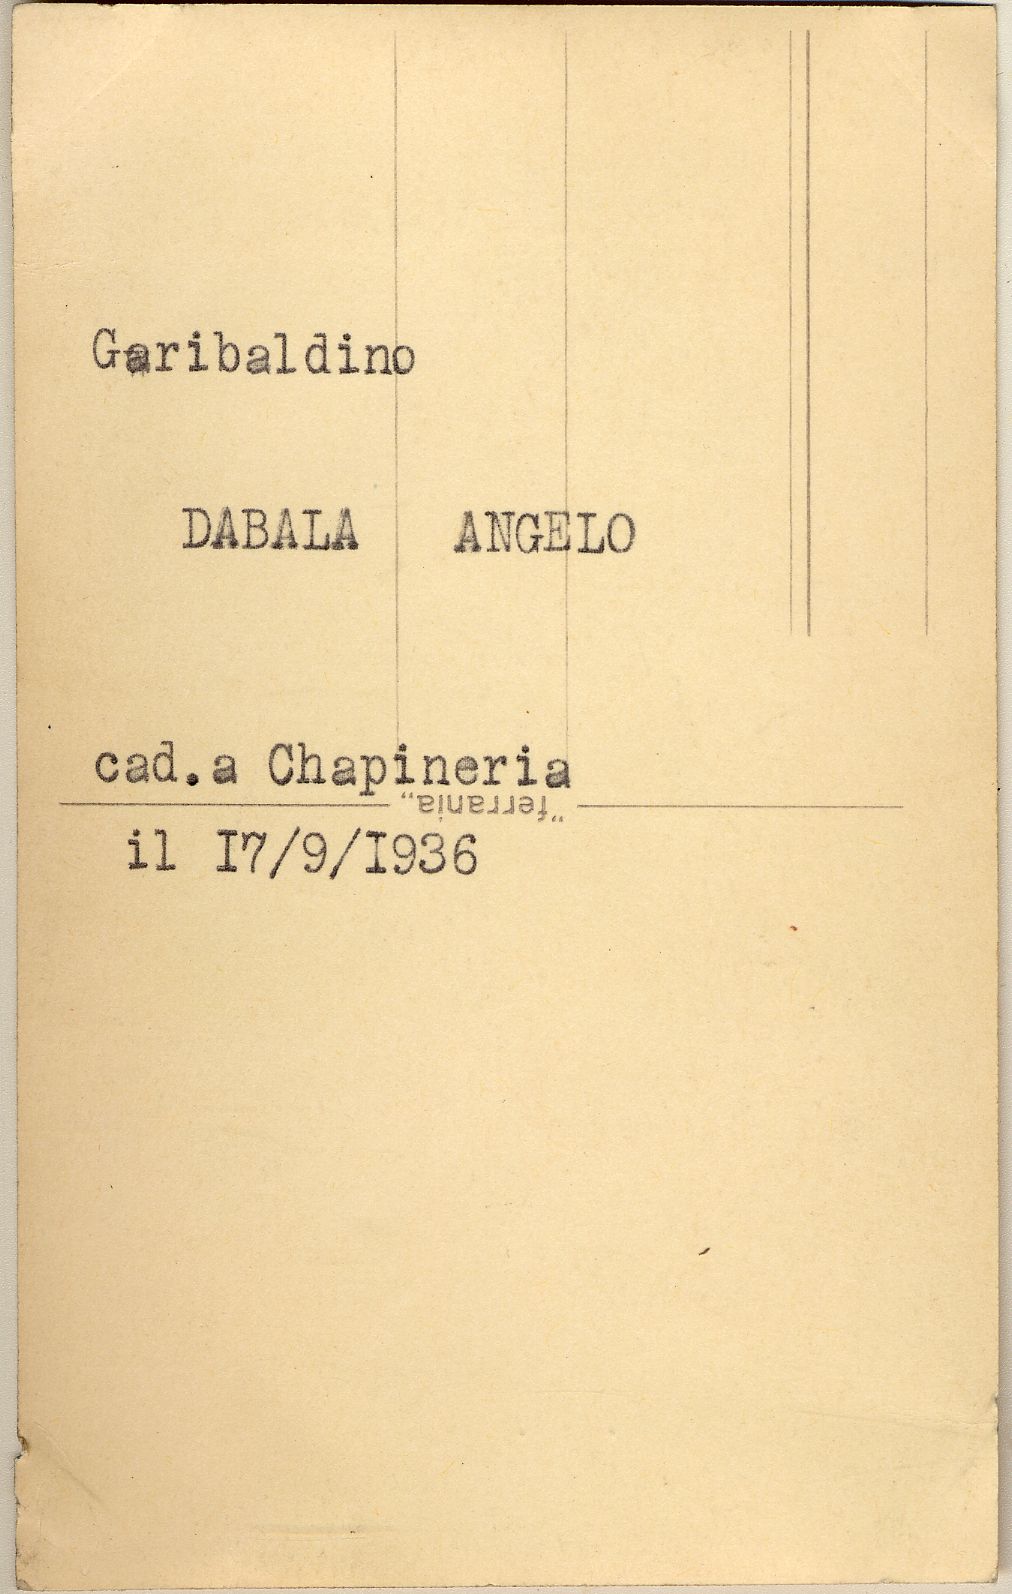 Garibaldino
DABALA ANGELO
cad.a Chapineria
"ferrania"
il I7/9/I936